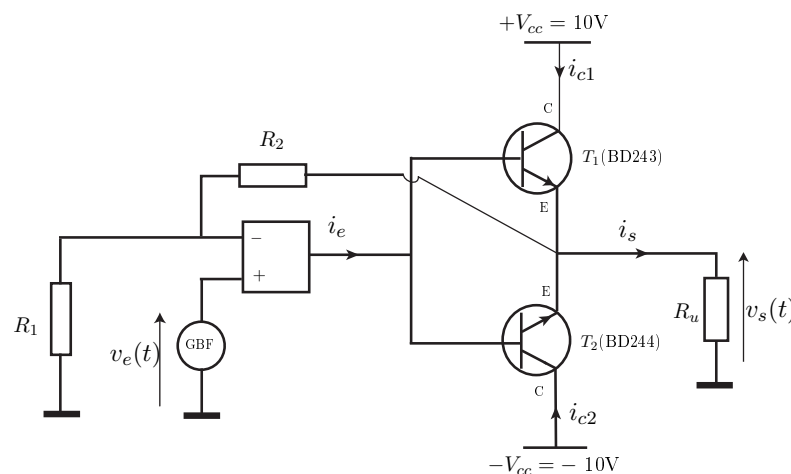 +V_cc = 10V
i_c1
C
R_2
T_1(BD243)
E
i_e
i_s
−
+
E
R_1
v_e(t)
GBF
R_u
v_s(t)
T_2(BD244)
C
i_c2
−V_cc = − 10V